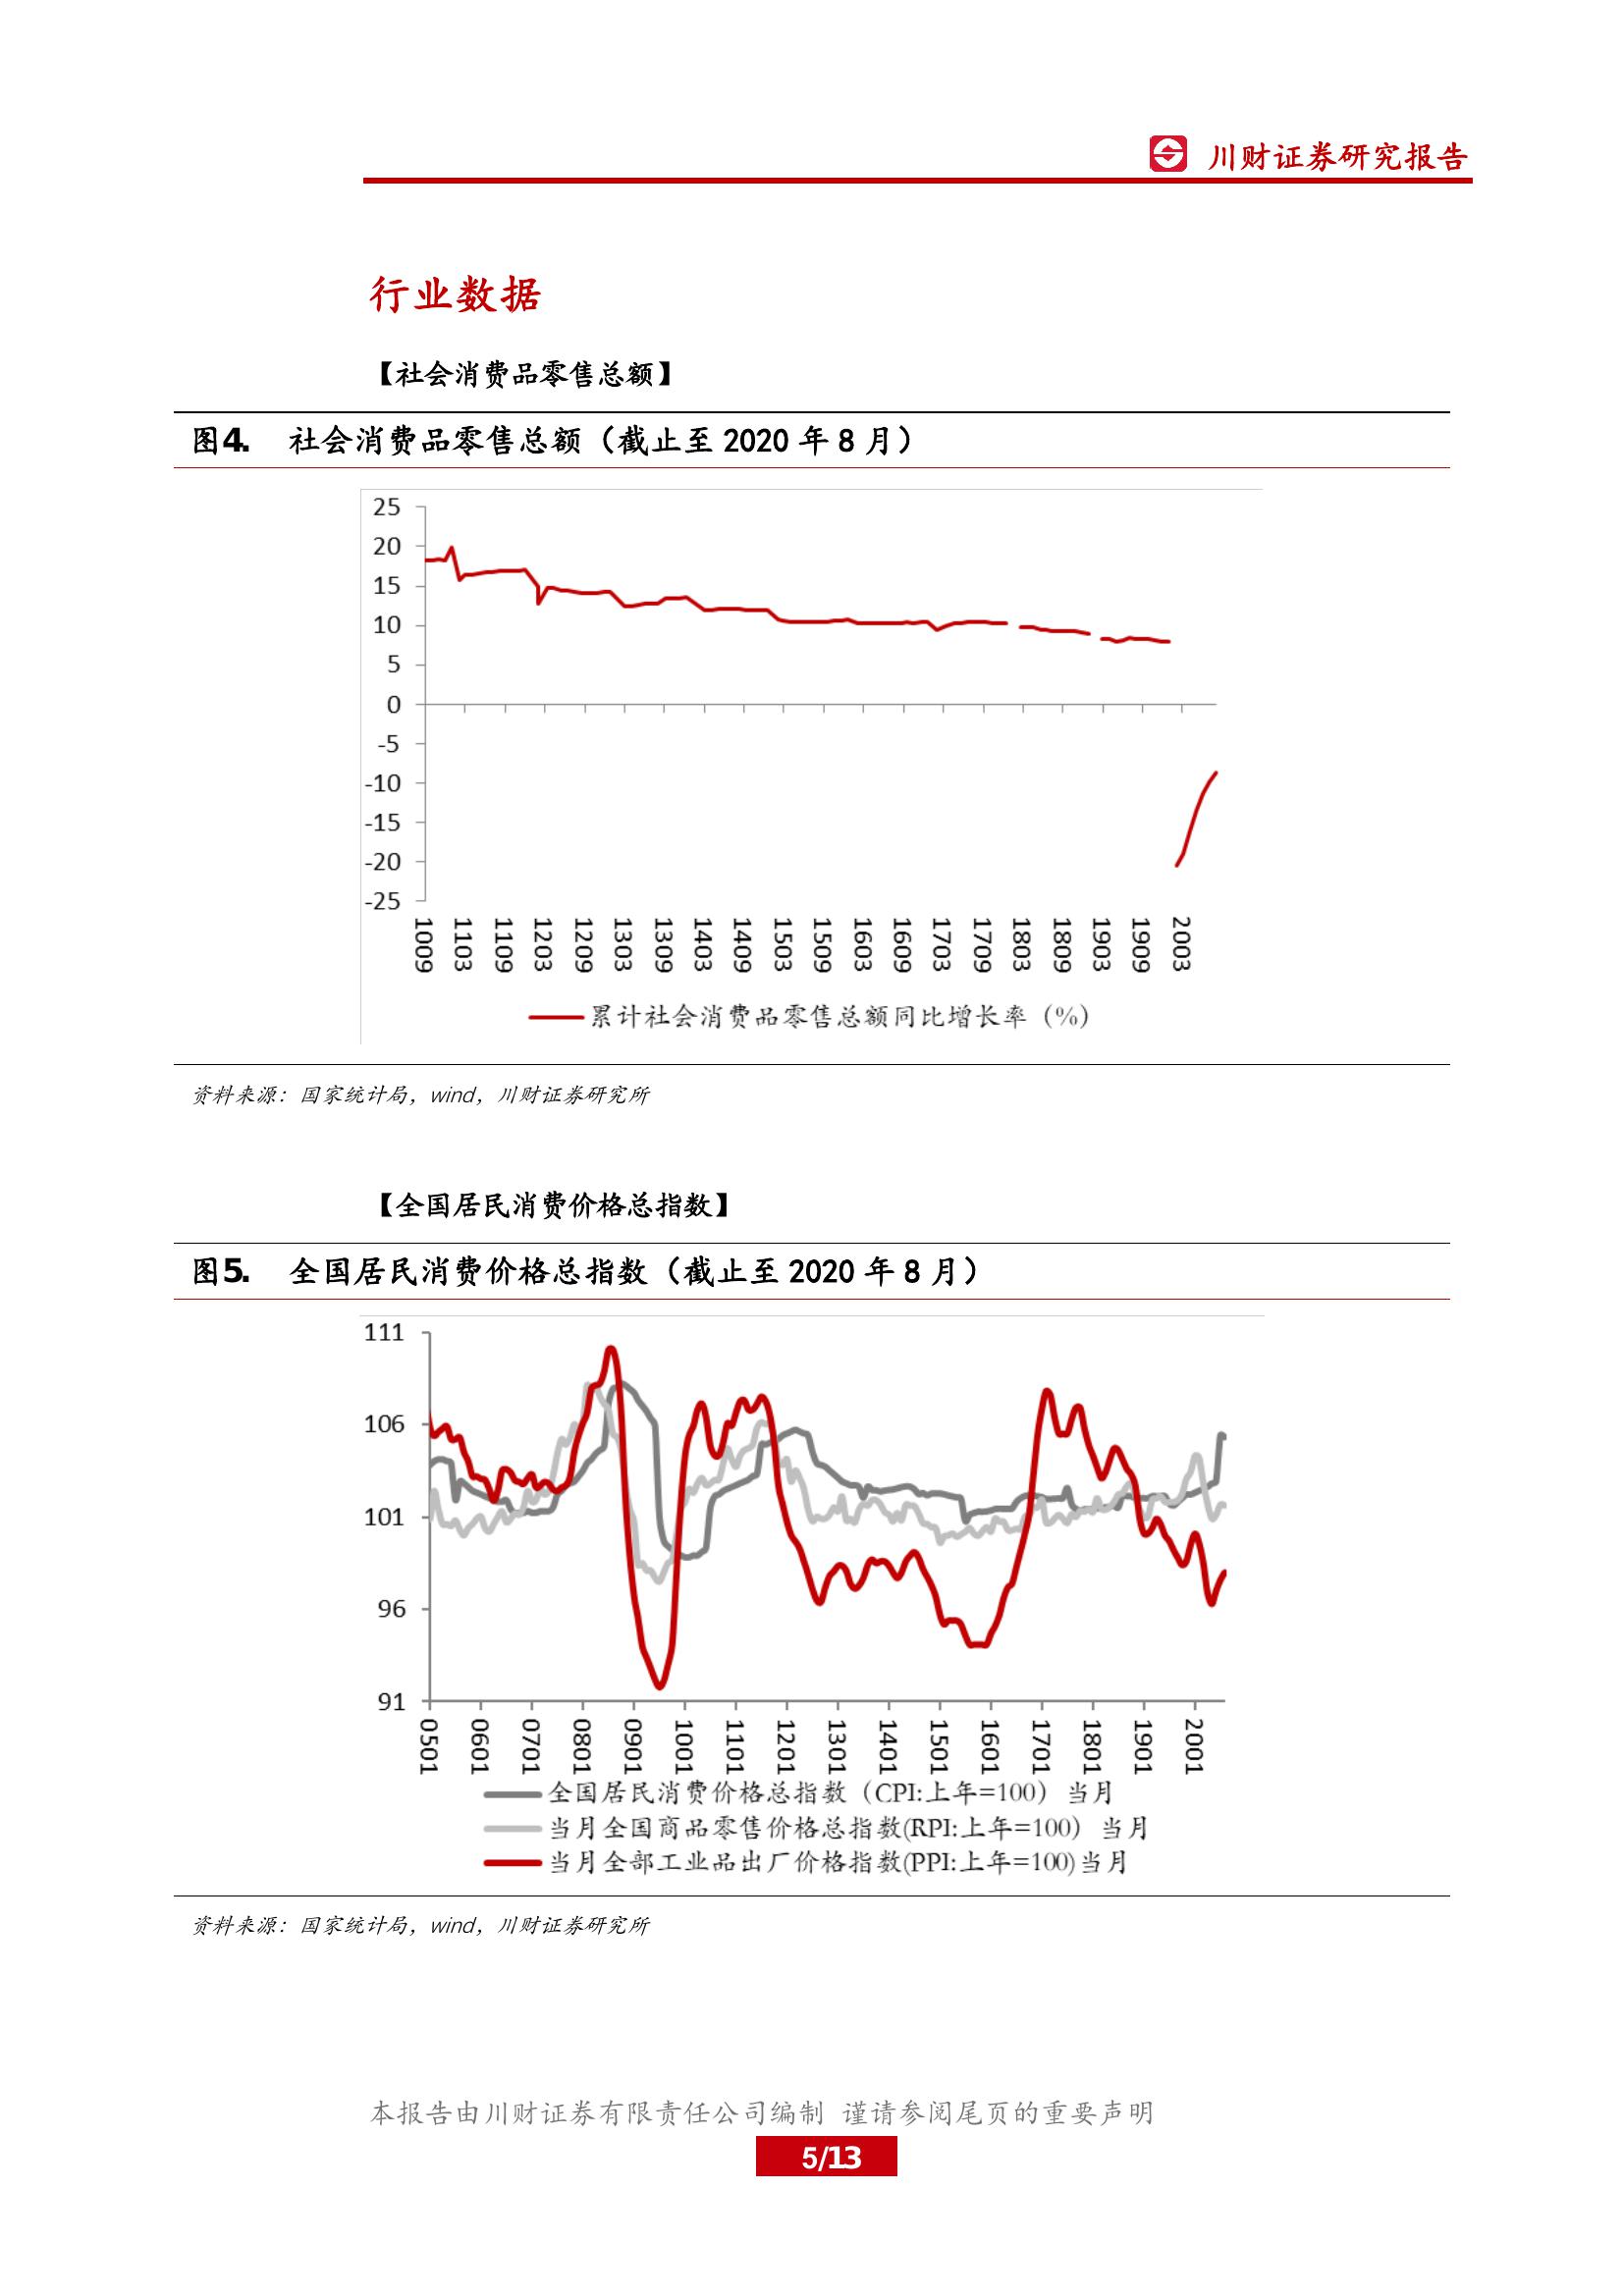 川财证券研究报告
行业数据
【社会消费品零售总额】
图4. 社会消费品零售总额（截止至 2020 年 8 月）
25
20
15
10
5
0
-5
-10
-15
-20
-25
1009 1103 1109 1203 1209 1303 1309 1403 1409 1503 1509 1603 1609 1703 1709 1803 1809 1903 1909 2003
累计社会消费品零售总额同比增长率（%）
资料来源：国家统计局，wind，川财证券研究所
【全国居民消费价格总指数】
图5. 全国居民消费价格总指数（截止至 2020 年 8 月）
111
106
101
96
91
0501 0601 0701 0801 0901 1001 1101 1201 1301 1401 1501 1601 1701 1801 1901 2001
全国居民消费价格总指数（CPI:上年=100）当月
当月全国商品零售价格总指数(RPI:上年=100）当月
当月全部工业品出厂价格指数(PPI:上年=100)当月
资料来源：国家统计局，wind，川财证券研究所
本报告由川财证券有限责任公司编制 谨请参阅尾页的重要声明
5/13